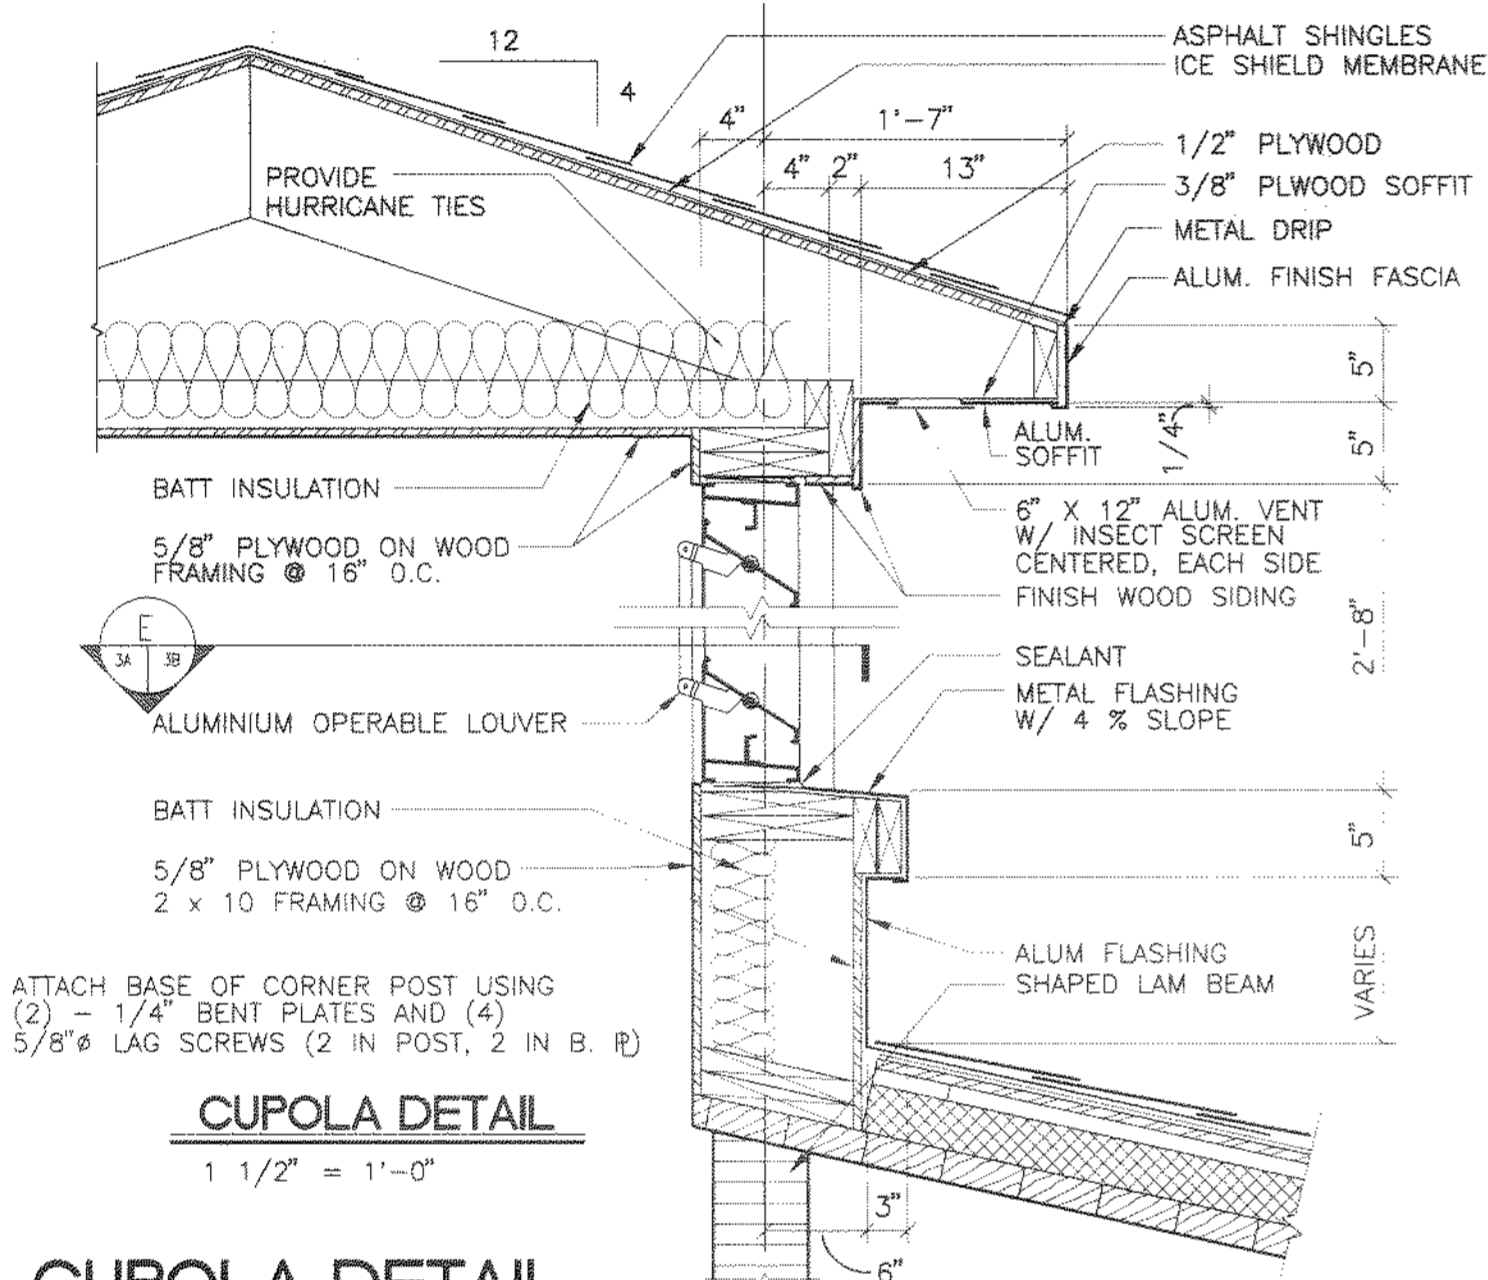 12
4
4"
1'-7"
4"
2"
13"
ASPHALT SHINGLES
ICE SHIELD MEMBRANE
1/2" PLYWOOD
3/8" PLWOOD SOFFIT
METAL DRIP
ALUM. FINISH FASCIA
PROVIDE
HURRICANE TIES
5"
1/4"
5"
ALUM.
SOFFIT
BATT INSULATION
6" X 12" ALUM. VENT
W/ INSECT SCREEN
CENTERED, EACH SIDE
5/8" PLYWOOD ON WOOD
FRAMING @ 16" O.C.
FINISH WOOD SIDING
E
3A 3B
2'-8"
SEALANT
METAL FLASHING
W/ 4 % SLOPE
ALUMINIUM OPERABLE LOUVER
BATT INSULATION
5"
5/8" PLYWOOD ON WOOD
2 x 10 FRAMING @ 16" O.C.
ALUM FLASHING
SHAPED LAM BEAM
VARIES
ATTACH BASE OF CORNER POST USING
(2) - 1/4" BENT PLATES AND (4)
5/8"ø LAG SCREWS (2 IN POST, 2 IN B. ⅊)
CUPOLA DETAIL
1 1/2" = 1'-0"
3"
6"
CUPOLA DETAIL